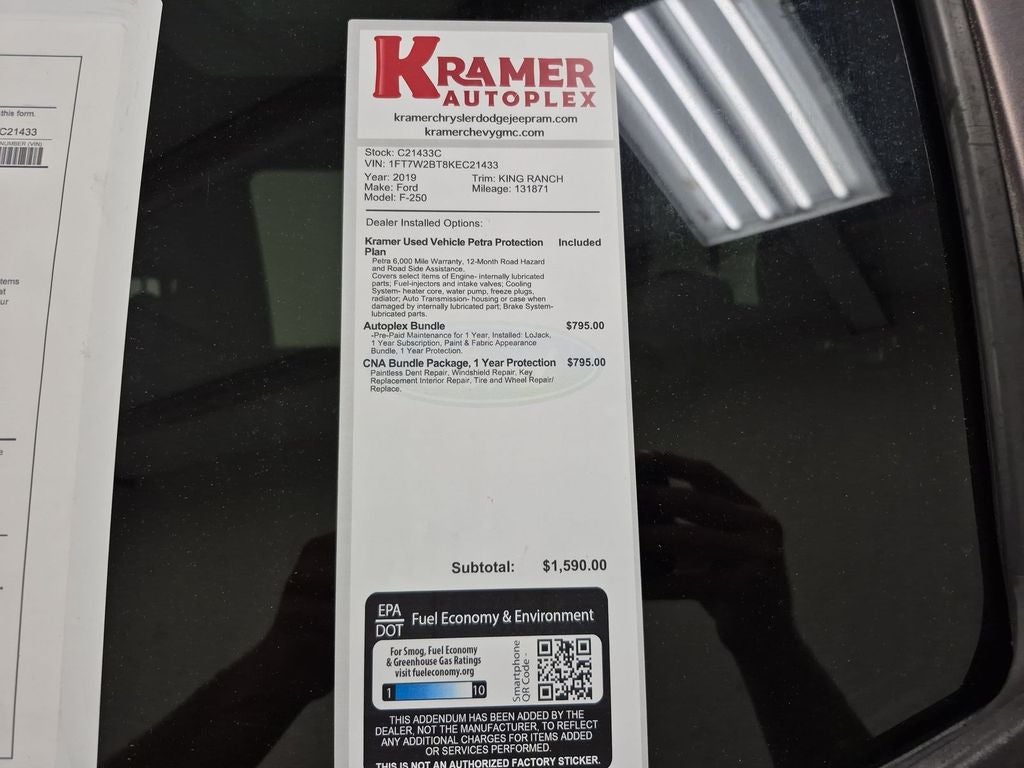 this form.
C21433
NUMBER (VIN)
KRAMER
AUTOPLEX
kramerchryslerdodgejeepram.com
kramerchevygmc.com
Stock: C21433C
VIN: 1FT7W2BT8KEC21433
Year: 2019 Trim: KING RANCH
Make: Ford Mileage: 131871
Model: F-250
Dealer Installed Options:
Kramer Used Vehicle Petra Protection Included
Plan
Petra 6,000 Mile Warranty, 12-Month Road Hazard
and Road Side Assistance.
Covers select items of Engine- internally lubricated
parts; Fuel-injectors and intake valves; Cooling
System- heater core, water pump, freeze plugs,
radiator; Auto Transmission- housing or case when
damaged by internally lubricated part; Brake System-
lubricated parts.
Autoplex Bundle $795.00
-Pre-Paid Maintenance for 1 Year, Installed: LoJack,
1 Year Subscription, Paint & Fabric Appearance
Bundle, 1 Year Protection.
CNA Bundle Package, 1 Year Protection $795.00
Paintless Dent Repair, Windshield Repair, Key
Replacement Interior Repair, Tire and Wheel Repair/
Replace.
Subtotal: $1,590.00
EPA
DOT
Fuel Economy & Environment
For Smog, Fuel Economy
& Greenhouse Gas Ratings
visit fueleconomy.org
1 10
Smartphone
QR Code -
THIS ADDENDUM HAS BEEN ADDED BY THE
DEALER, NOT THE MANUFACTURER, TO REFLECT
ANY ADDITIONAL CHARGES FOR ITEMS ADDED
OR SERVICES PERFORMED.
THIS IS NOT AN AUTHORIZED FACTORY STICKER.